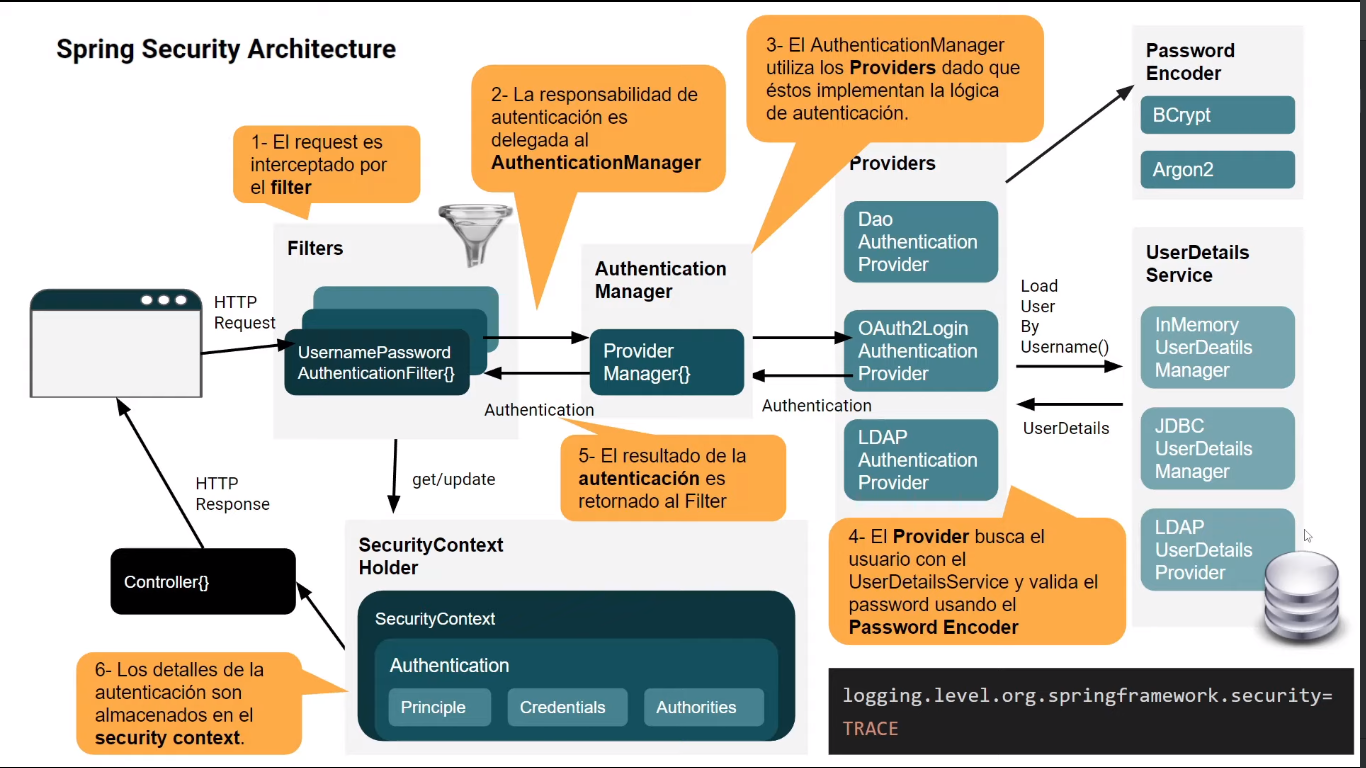 Spring Security Architecture
1- El request es
interceptado por
el filter
2- La responsabilidad de
autenticación es
delegada al
AuthenticationManager
3- El AuthenticationManager
utiliza los Providers dado que
éstos implementan la lógica
de autenticación.
Password
Encoder
BCrypt
Argon2
Filters
HTTP
Request
UsernamePassword
AuthenticationFilter{}
Authentication
Manager
Provider
Manager{}
Authentication
Authentication
Providers
Dao
Authentication
Provider
OAuth2Login
Authentication
Provider
LDAP
Authentication
Provider
Load
User
By
Username()
UserDetails
UserDetails
Service
InMemory
UserDeatils
Manager
JDBC
UserDetails
Manager
LDAP
UserDetails
Provider
5- El resultado de la
autenticación es
retornado al Filter
4- El Provider busca el
usuario con el
UserDetailsService y valida el
password usando el
Password Encoder
get/update
HTTP
Response
Controller{}
SecurityContext
Holder
SecurityContext
Authentication
Principle
Credentials
Authorities
6- Los detalles de la
autenticación son
almacenados en el
security context.
logging.level.org.springframework.security=
TRACE